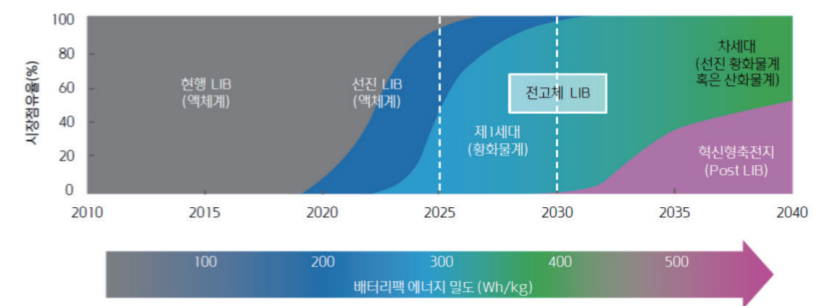 시장점유율(%)
100
80
60
40
20
0
현행 LIB
(액체계)
선진 LIB
(액체계)
전고체 LIB
제1세대
(황화물계)
차세대
(선진 황화물계
혹은 산화물계)
혁신형축전지
(Post LIB)
2010 2015 2020 2025 2030 2035 2040
100 200 300 400 500
배터리팩 에너지 밀도 (Wh/kg)